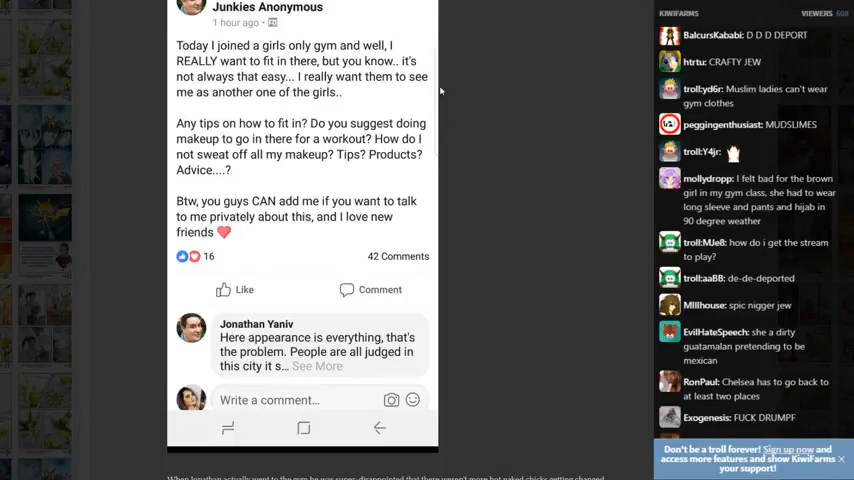 Junkies Anonymous
1 hour ago •
Today I joined a girls only gym and well, I
REALLY want to fit in there, but you know.. it's
not always that easy... I really want them to see
me as another one of the girls..
Any tips on how to fit in? Do you suggest doing
makeup to go in there for a workout? How do I
not sweat off all my makeup? Tips? Products?
Advice....?
Btw, you guys CAN add me if you want to talk
to me privately about this, and I love new
friends
16
42 Comments
Like
Comment
Jonathan Yaniv
Here appearance is everything, that's
the problem. People are all judged in
this city it s... See More
Write a comment...
When Jonathan actually went to the gym he was super-disappointed that there weren't more hot naked chicks getting changed
KIWIFARMS
VIEWERS 608
BalcursKababi: D D D DEPORT
htrtu: CRAFTY JEW
troll:yd6r: Muslim ladies can't wear
gym clothes
peggingenthusiast: MUDSLIMES
troll:Y4jr:
mollydropp: I felt bad for the brown
girl in my gym class, she had to wear
long sleeve and pants and hijab in
90 degree weather
troll:MJe8: how do i get the stream
to play?
troll:aaBB: de-de-deported
Millhouse: spic nigger jew
EvilHateSpeech: she a dirty
guatamalan pretending to be
mexican
RonPaul: Chelsea has to go back to
at least two places
Exogenesis: FUCK DRUMPF
Don't be a troll forever! Sign up now and
access more features and show KiwiFarms
your support!